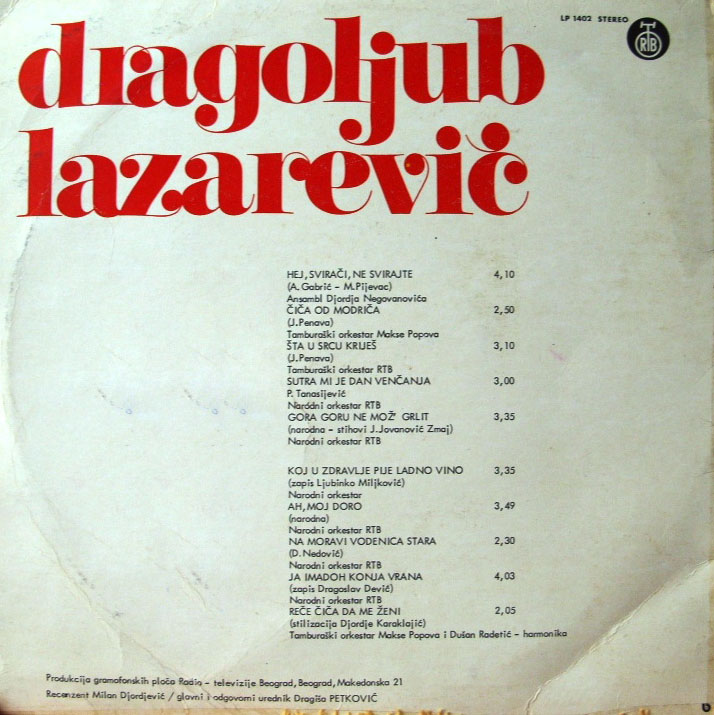 LP 1402 STEREO
RTB
dragoljub
lazarevič
HEJ, SVIRAČI, NE SVIRAJTE 4,10
(A. Gabrić - M.Pijevac)
Ansambl Djordja Negovanovića
ČIČA OD MODRIČA 2,50
(J.Penava)
Tamburaški orkestar Makse Popova
ŠTA U SRCU KRIJEŠ 3,10
(J.Penava)
Tamburaški orkestar RTB
SUTRA MI JE DAN VENČANJA 3,00
P. Tanasijević
Narodni orkestar RTB
GORA GORU NE MOŽ' GRLIT 3,35
(narodna - stihovi J.Jovanović Zmaj)
Narodni orkestar RTB
KOJ U ZDRAVLJE PIJE LADNO VINO 3,35
(zapis Ljubinko Miljković)
Narodni orkestar
AH, MOJ DORO 3,49
(narodna)
Narodni orkestar RTB
NA MORAVI VODENICA STARA 2,30
(D. Nedović)
Narodni orkestar RTB
JA IMADOH KONJA VRANA 4,03
(zapis Dragoslav Dević)
Narodni orkestar RTB
REČE ČIČA DA ME ŽENI 2,05
(stilizacija Djordje Karaklajić)
Tamburaški orkestar Makse Popova i Dušan Radetić - harmonika
Produkcija gramofonskih ploča Radio - televizije Beograd, Beograd, Makedonska 21
Recenzent Milan Djordjević / glavni i odgovorni urednik Dragiša PETKOVIĆ